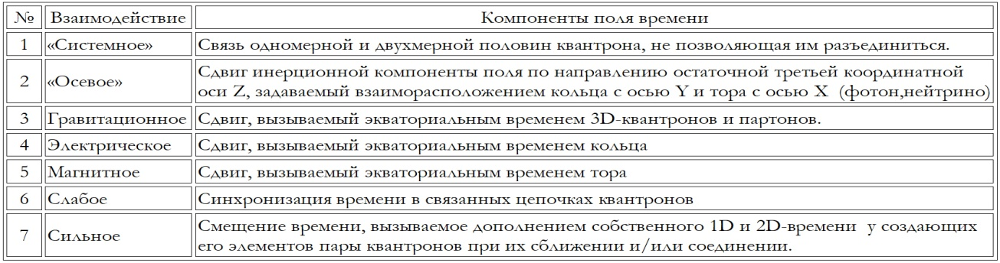 № Взаимодействие Компоненты поля времени
1 «Системное» Связь одномерной и двухмерной половин квантрона, не позволяющая им разъединиться.
2 «Осевое» Сдвиг инерционной компоненты поля по направлению остаточной третьей координатной
оси Z, задаваемый взаиморасположением кольца с осью Y и тора с осью X (фотон,нейтрино)
3 Гравитационное Сдвиг, вызываемый экваториальным временем 3D-квантронов и партонов.
4 Электрическое Сдвиг, вызываемый экваториальным временем кольца
5 Магнитное Сдвиг, вызываемый экваториальным временем тора
6 Слабое Синхронизация времени в связанных цепочках квантронов
7 Сильное Смещение времени, вызываемое дополнением собственного 1D и 2D-времени у создающих
его элементов пары квантронов при их сближении и/или соединении.